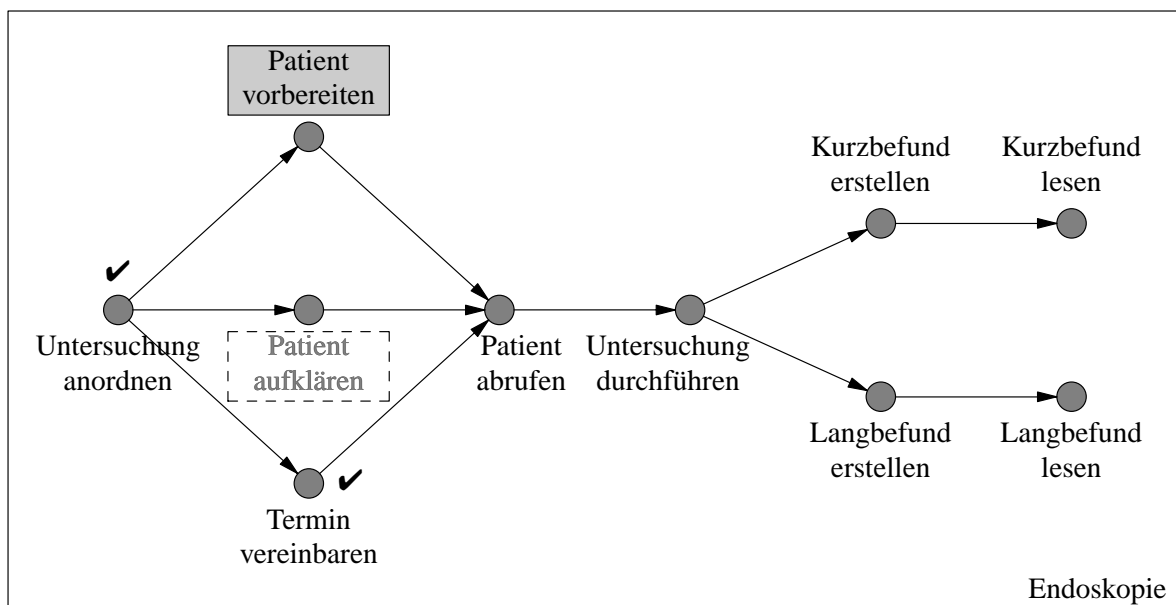 Patient
vorbereiten
Kurzbefund
erstellen
Kurzbefund
lesen
Untersuchung
anordnen
Patient
aufklären
Patient
abrufen
Untersuchung
durchführen
Langbefund
erstellen
Langbefund
lesen
Termin
vereinbaren
Endoskopie